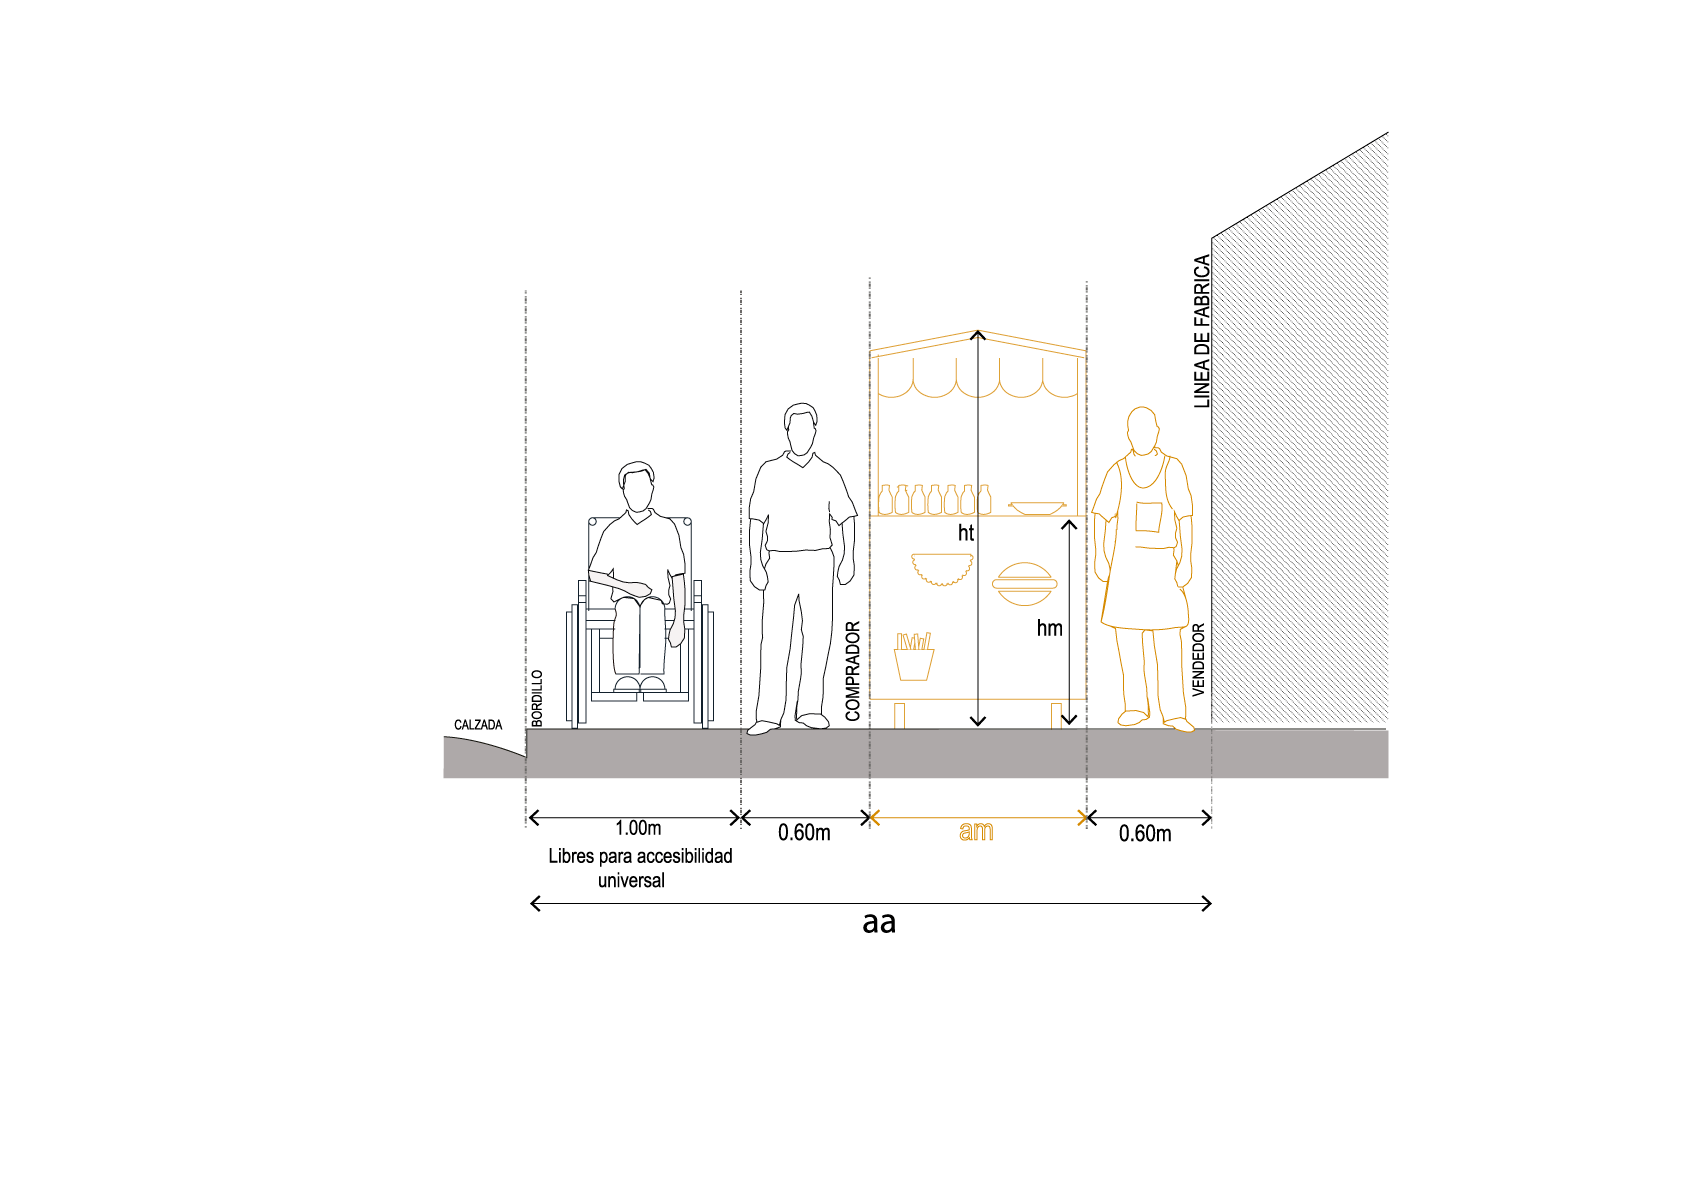 LINEA DE FABRICA
ht
hm
COMPRADOR
VENDEDOR
BORDILLO
CALZADA
1.00m
0.60m
am
0.60m
Libres para accesibilidad
universal
aa